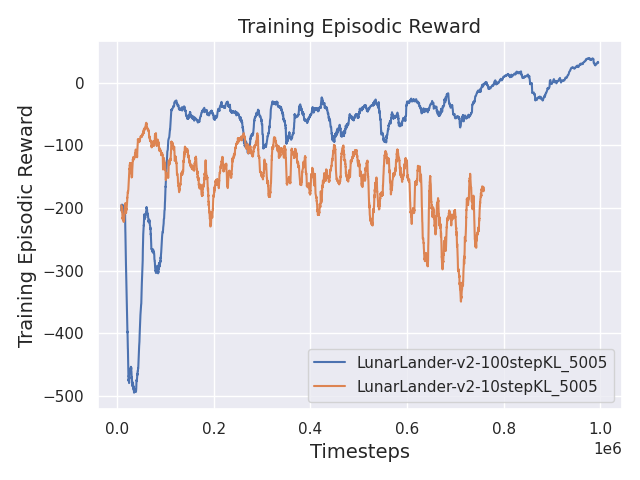 Training Episodic Reward
Training Episodic Reward
0
−100
−200
−300
−400
−500
LunarLander-v2-100stepKL_5005
LunarLander-v2-10stepKL_5005
0.0 0.2 0.4 0.6 0.8 1.0
1e6
Timesteps